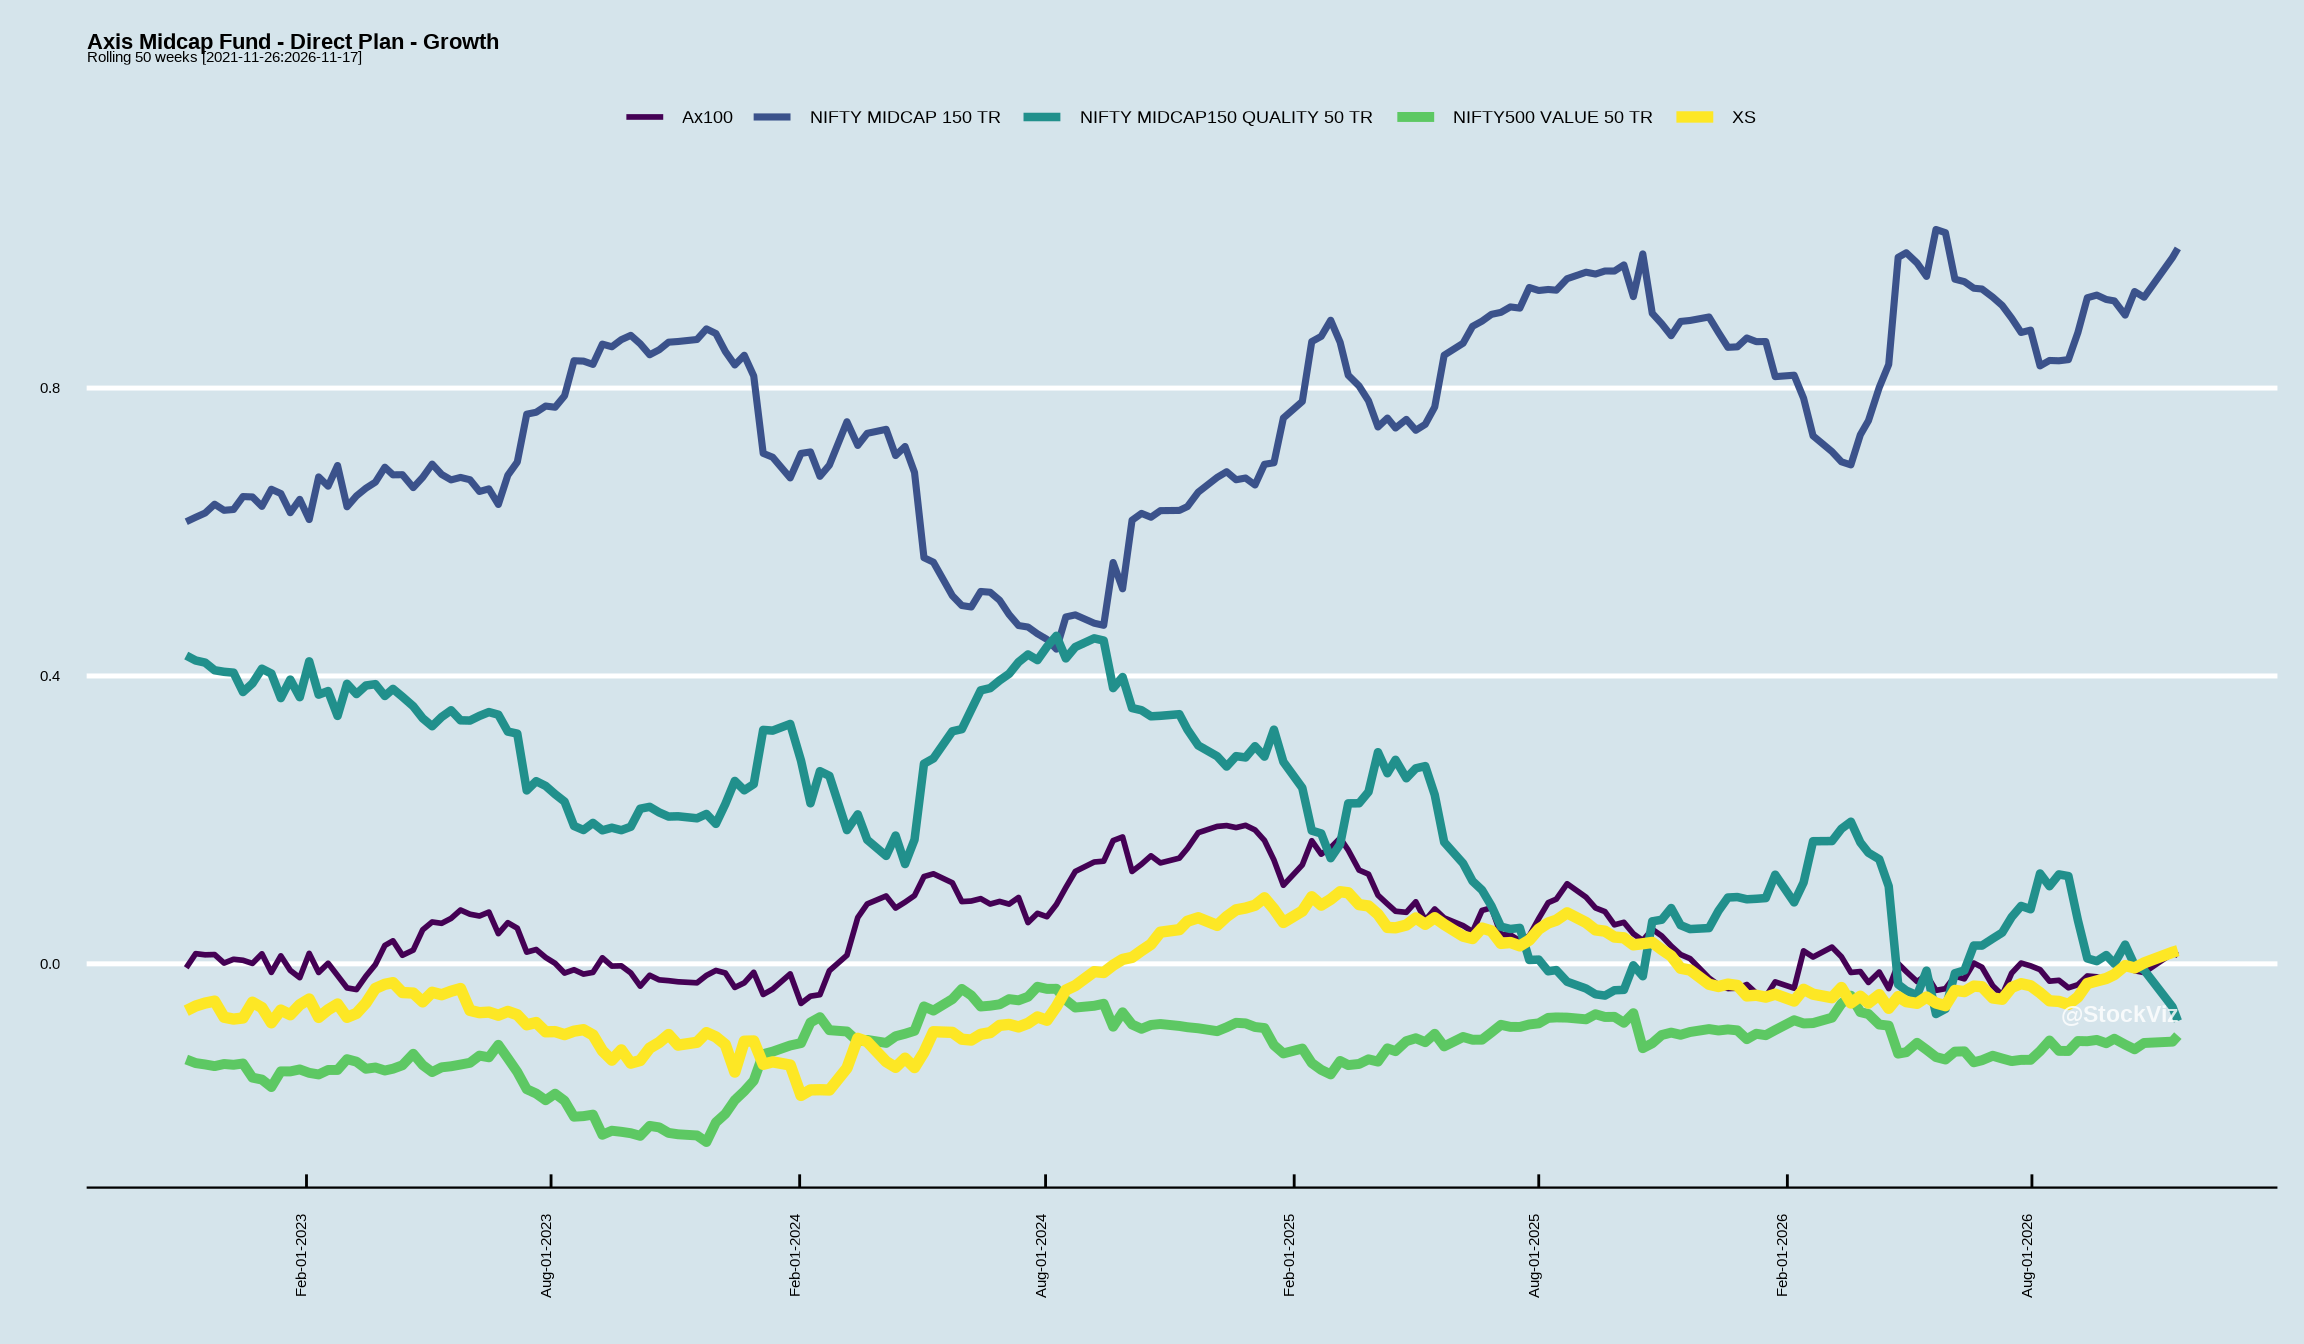 Axis Midcap Fund - Direct Plan - Growth
Rolling 50 weeks [2021-11-26:2026-11-17]
Ax100 NIFTY MIDCAP 150 TR NIFTY MIDCAP150 QUALITY 50 TR NIFTY500 VALUE 50 TR XS
0.8
0.4
0.0
@StockViz
Feb-01-2023 Aug-01-2023 Feb-01-2024 Aug-01-2024 Feb-01-2025 Aug-01-2025 Feb-01-2026 Aug-01-2026